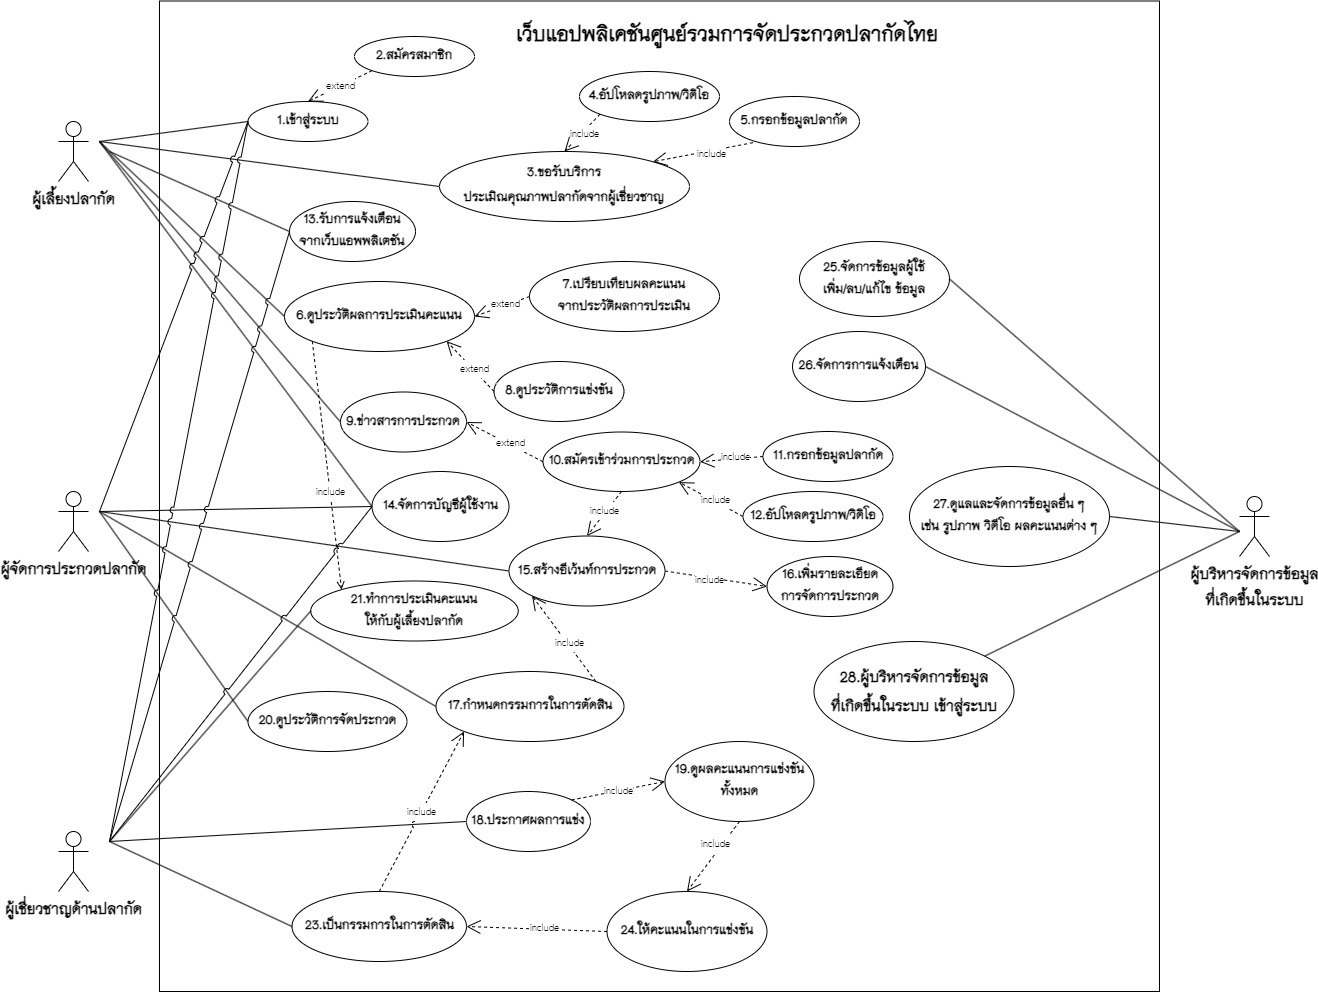 เว็บแอปพลิเคชันศูนย์รวมการจัดประกวดปลากัดไทย
2.สมัครสมาชิก
extend
1.เข้าสู่ระบบ
4.อัปโหลดรูปภาพ/วิดีโอ
include
5.กรอกข้อมูลปลากัด
include
3.ขอรับบริการ
ประเมิณคุณภาพปลากัดจากผู้เชี่ยวชาญ
ผู้เลี้ยงปลากัด
13.รับการแจ้งเตือน
จากเว็บแอพพลิเตชัน
25.จัดการข้อมูลผู้ใช้
เพิ่ม/ลบ/แก้ไข ข้อมูล
7.เปรียบเทียบผลคะแนน
จากประวัติผลการประเมิน
extend
6.ดูประวัติผลการประเมินคะแนน
extend
8.ดูประวัติการแข่งขัน
26.จัดการการแจ้งเตือน
9.ข่าวสารการประกวด
extend
10.สมัครเข้าร่วมการประกวด
include
11.กรอกข้อมูลปลากัด
include
include
12.อัปโหลดรูปภาพ/วิดีโอ
14.จัดการบัญชีผู้ใช้งาน
include
27.ดูแลและจัดการข้อมูลอื่น ๆ
เช่น รูปภาพ วิดีโอ ผลคะแนนต่าง ๆ
ผู้จัดการประกวดปลากัด
15.สร้างอีเว้นท์การประกวด
include
16.เพิ่มรายละเอียด
การจัดการประกวด
ผู้บริหารจัดการข้อมูล
ที่เกิดขึ้นในระบบ
21.ทำการประเมินคะแนน
ให้กับผู้เลี้ยงปลากัด
include
28.ผู้บริหารจัดการข้อมูล
ที่เกิดขึ้นในระบบ เข้าสู่ระบบ
17.กำหนดกรรมการในการตัดสิน
20.ดูประวัติการจัดประกวด
19.ดูผลคะแนนการแข่งขัน
ทั้งหมด
include
include
18.ประกาศผลการแข่ง
include
ผู้เชี่ยวชาญด้านปลากัด
23.เป็นกรรมการในการตัดสิน
include
24.ให้คะแนนในการแข่งขัน